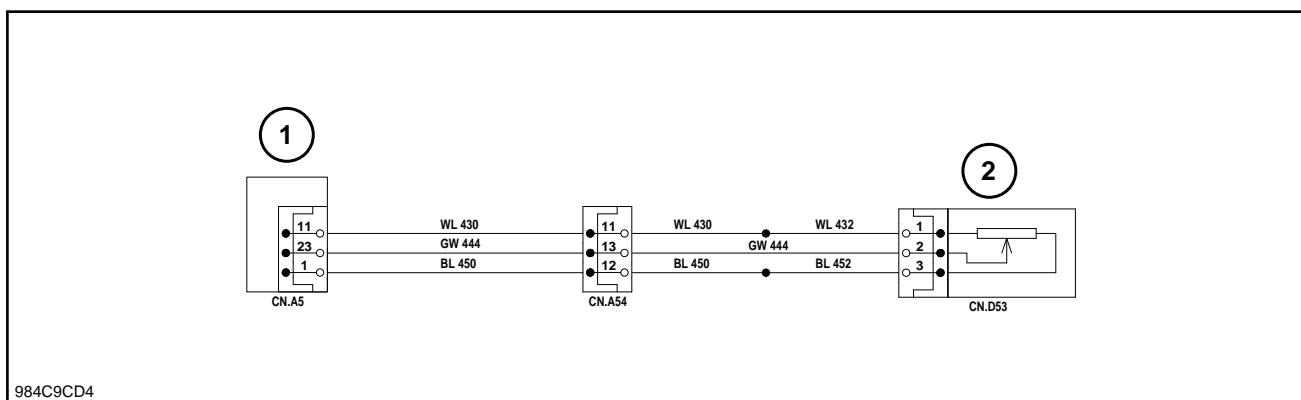 1
2
11 WL 430 11 WL 430 WL 432 1
23 GW 444 13 GW 444 2
1 BL 450 12 BL 450 BL 452 3
CN.A5 CN.A54 CN.D53
984C9CD4